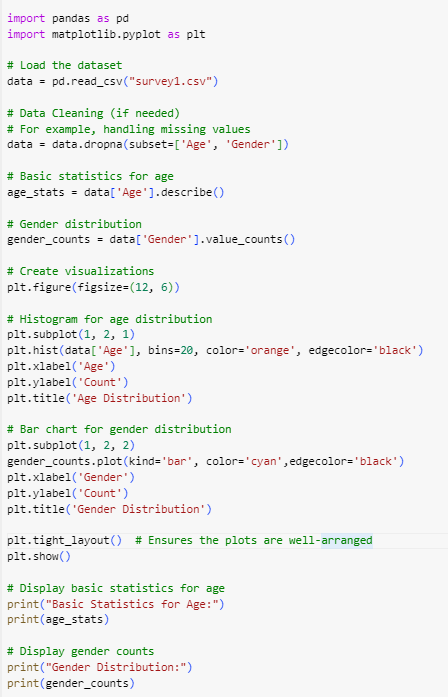 import pandas as pd
import matplotlib.pyplot as plt
# Load the dataset
data = pd.read_csv("survey1.csv")
# Data Cleaning (if needed)
# For example, handling missing values
data = data.dropna(subset=['Age', 'Gender'])
# Basic statistics for age
age_stats = data['Age'].describe()
# Gender distribution
gender_counts = data['Gender'].value_counts()
# Create visualizations
plt.figure(figsize=(12, 6))
# Histogram for age distribution
plt.subplot(1, 2, 1)
plt.hist(data['Age'], bins=20, color='orange', edgecolor='black')
plt.xlabel('Age')
plt.ylabel('Count')
plt.title('Age Distribution')
# Bar chart for gender distribution
plt.subplot(1, 2, 2)
gender_counts.plot(kind='bar', color='cyan',edgecolor='black')
plt.xlabel('Gender')
plt.ylabel('Count')
plt.title('Gender Distribution')
plt.tight_layout()  # Ensures the plots are well-arranged
plt.show()
# Display basic statistics for age
print("Basic Statistics for Age:")
print(age_stats)
# Display gender counts
print("Gender Distribution:")
print(gender_counts)